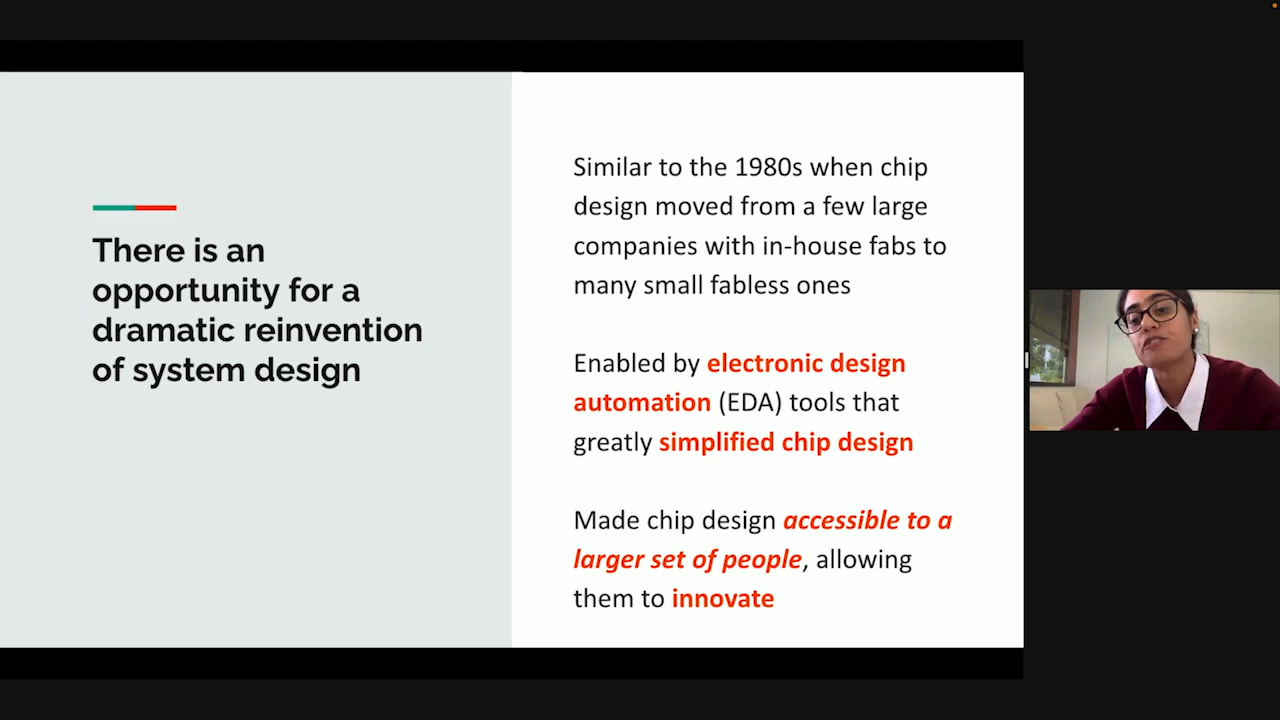 There is an
opportunity for a
dramatic reinvention
of system design
Similar to the 1980s when chip
design moved from a few large
companies with in-house fabs to
many small fabless ones
Enabled by electronic design
automation (EDA) tools that
greatly simplified chip design
Made chip design accessible to a
larger set of people, allowing
them to innovate